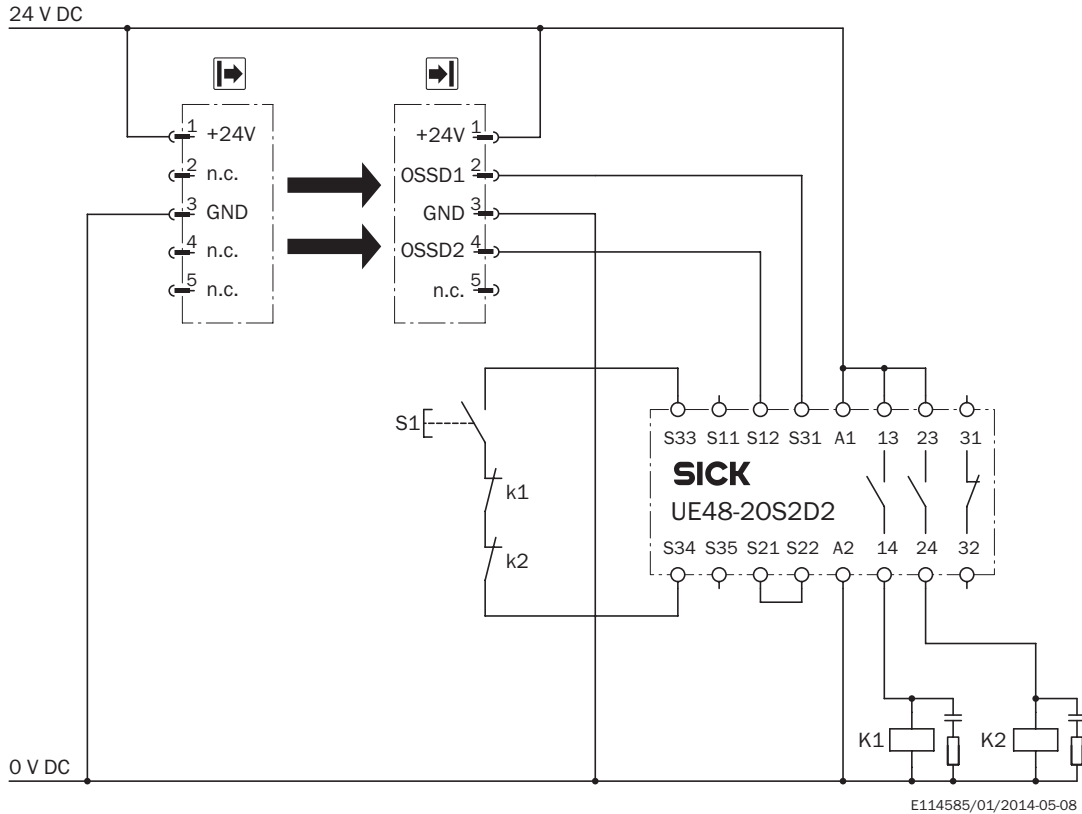 24 V DC
1 +24V
2 n.c.
3 GND
4 n.c.
5 n.c.
+24V 1
OSSD1 2
GND 3
OSSD2 4
n.c. 5
S1
k1
k2
S33 S11 S12 S31 A1 13 23 31
SICK
UE48-20S2D2
S34 S35 S21 S22 A2 14 24 32
K1
K2
0 V DC
E114585/01/2014-05-08